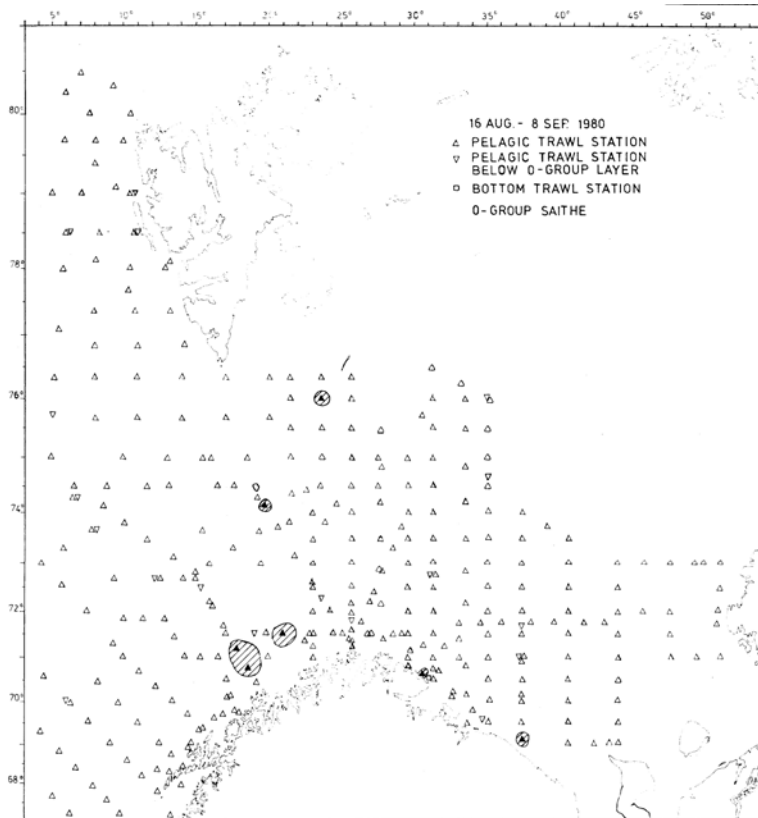 5° 10° 15° 20° 25° 30° 35° 40° 45° 50°
80°
16 AUG.- 8 SEP. 1980
△ PELAGIC TRAWL STATION
▽ PELAGIC TRAWL STATION
BELOW 0-GROUP LAYER
□ BOTTOM TRAWL STATION
0-GROUP SAITHE
78°
76°
74°
72°
70°
68°